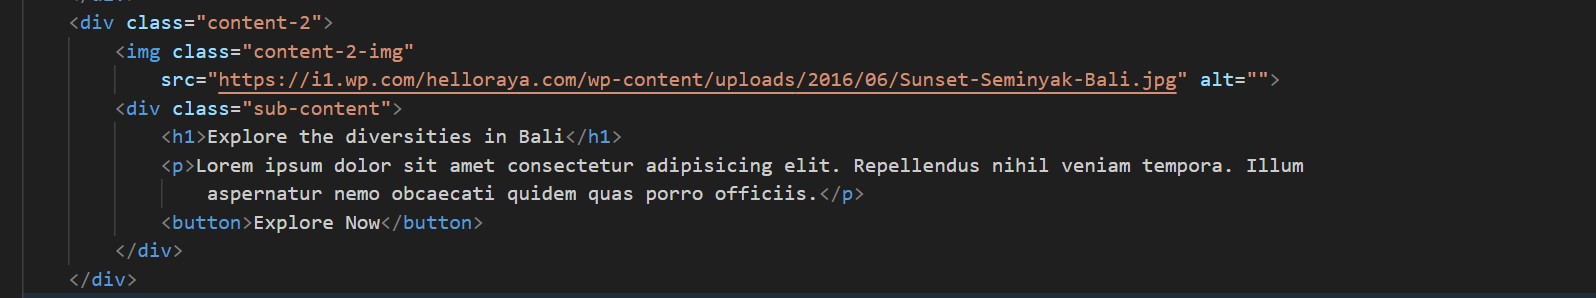 </div>
<div class="content-2">
<img class="content-2-img"
src="https://i1.wp.com/helloraya.com/wp-content/uploads/2016/06/Sunset-Seminyak-Bali.jpg" alt="">
<div class="sub-content">
<h1>Explore the diversities in Bali</h1>
<p>Lorem ipsum dolor sit amet consectetur adipisicing elit. Repellendus nihil veniam tempora. Illum
aspernatur nemo obcaecati quidem quas porro officiis.</p>
<button>Explore Now</button>
</div>
</div>